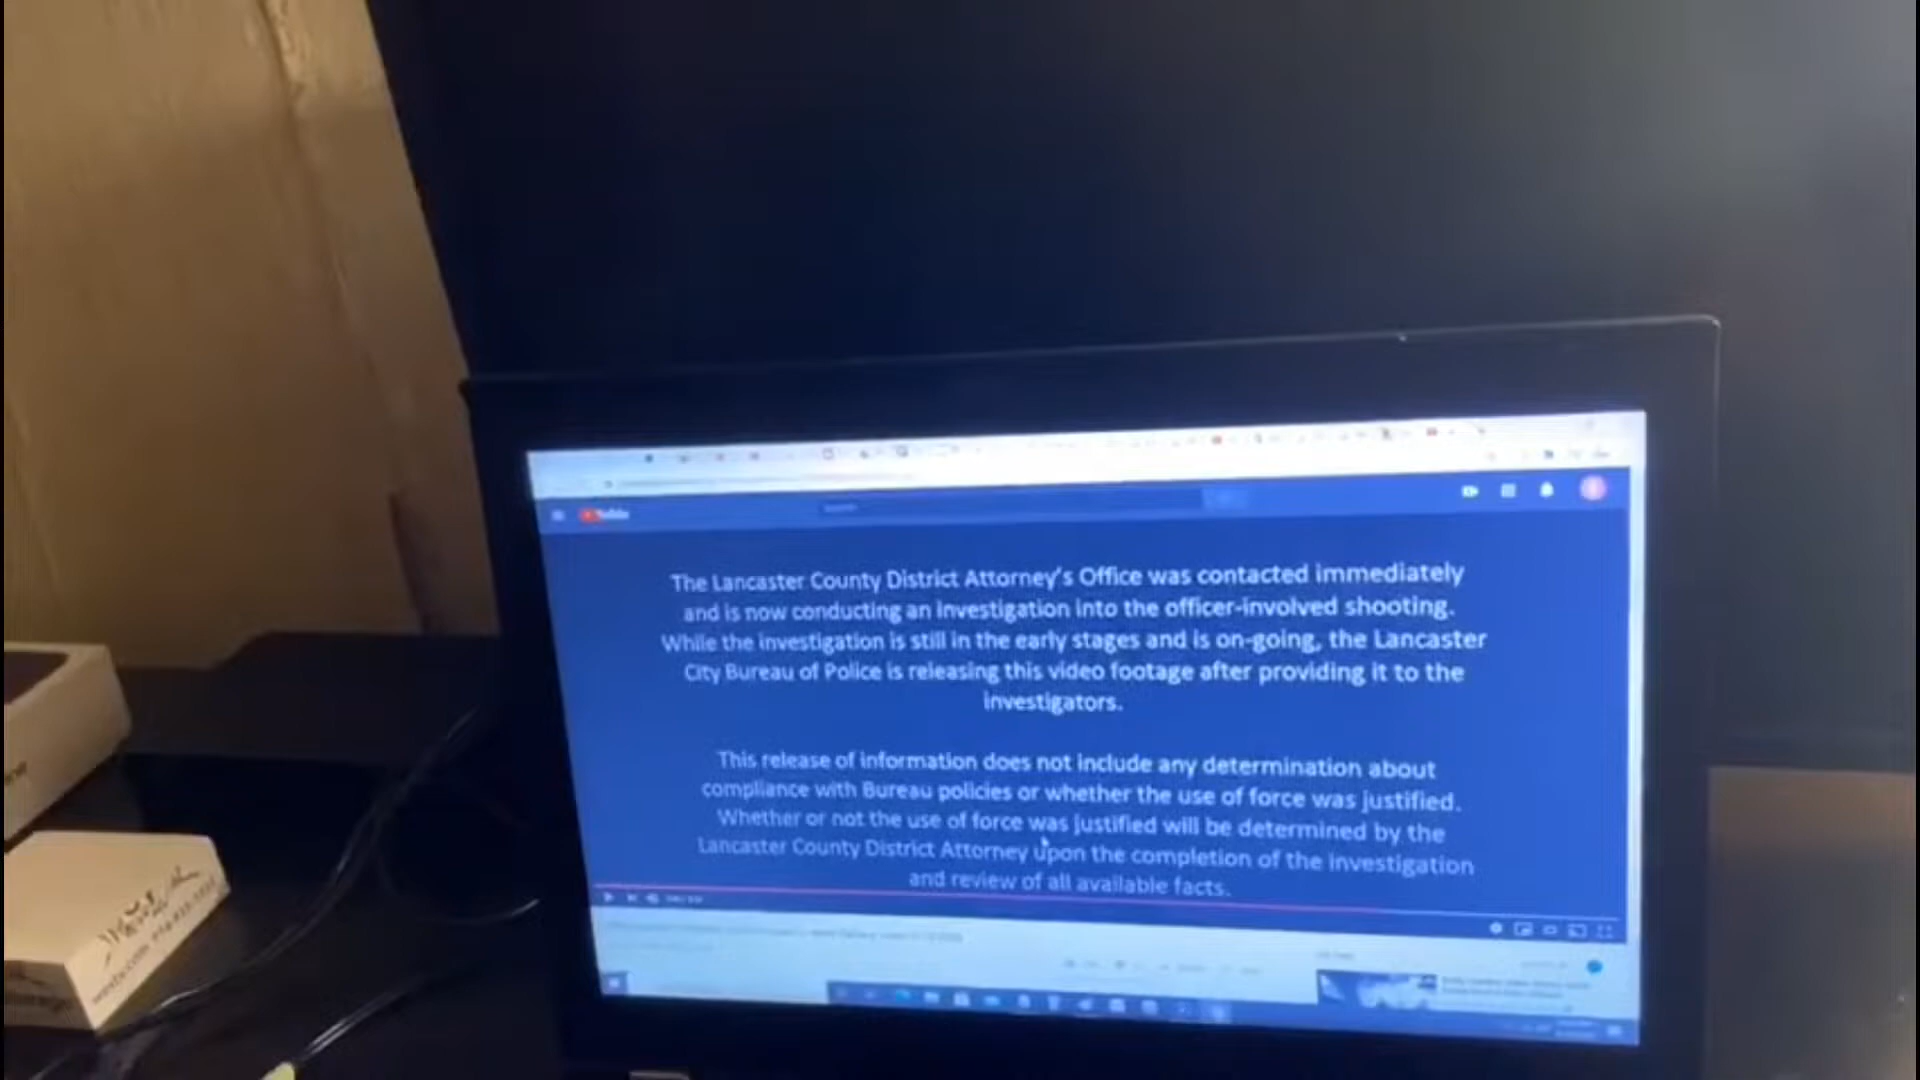 YouTube
The Lancaster County District Attorney's Office was contacted immediately
and is now conducting an investigation into the officer-involved shooting.
While the investigation is still in the early stages and is on-going, the Lancaster
City Bureau of Police is releasing this video footage after providing it to the
investigators.
This release of information does not include any determination about
compliance with Bureau policies or whether the use of force was justified.
Whether or not the use of force was justified will be determined by the
Lancaster County District Attorney upon the completion of the investigation
and review of all available facts.